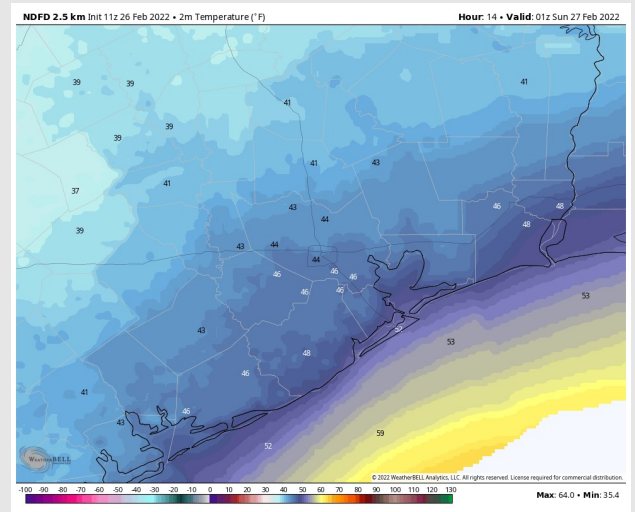 NDFD 2.5 km Init 11z 26 Feb 2022 • 2m Temperature (°F)
Hour: 14 • Valid: 01z Sun 27 Feb 2022
39 39 41
41
39 39
41 43
37 41
43 46 48
44 48
39
43 44
44
46 46 46
46 46
53
43
52
53
48
46
41
46
43
59
52
WeatherBELL
© 2022 WeatherBELL Analytics, LLC. All rights reserved. License required for commercial distribution.
-100 -90 -80 -70 -60 -50 -40 -30 -20 -10 0 10 20 30 40 50 60 70 80 90 100 110 120 130
Max: 64.0 • Min: 35.4